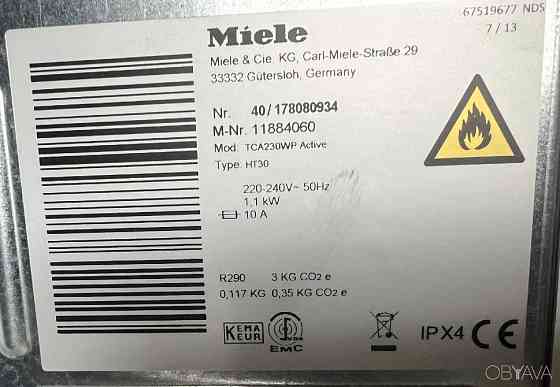 67519677 NDS
7 / 13
Miele
Miele & Cie. KG, Carl-Miele-Straße 29
33332 Gütersloh, Germany
Nr. 40/178080934
M-Nr. 11884060
Mod: TCA230WP Active
Type: HT30
220-240V~ 50Hz
1,1 kW
10 A
R290 3 KG CO2 e
0,117 KG 0,35 KG CO2 e
KEMA
KEUR
EMC
IPX4 CE
OBYAVA